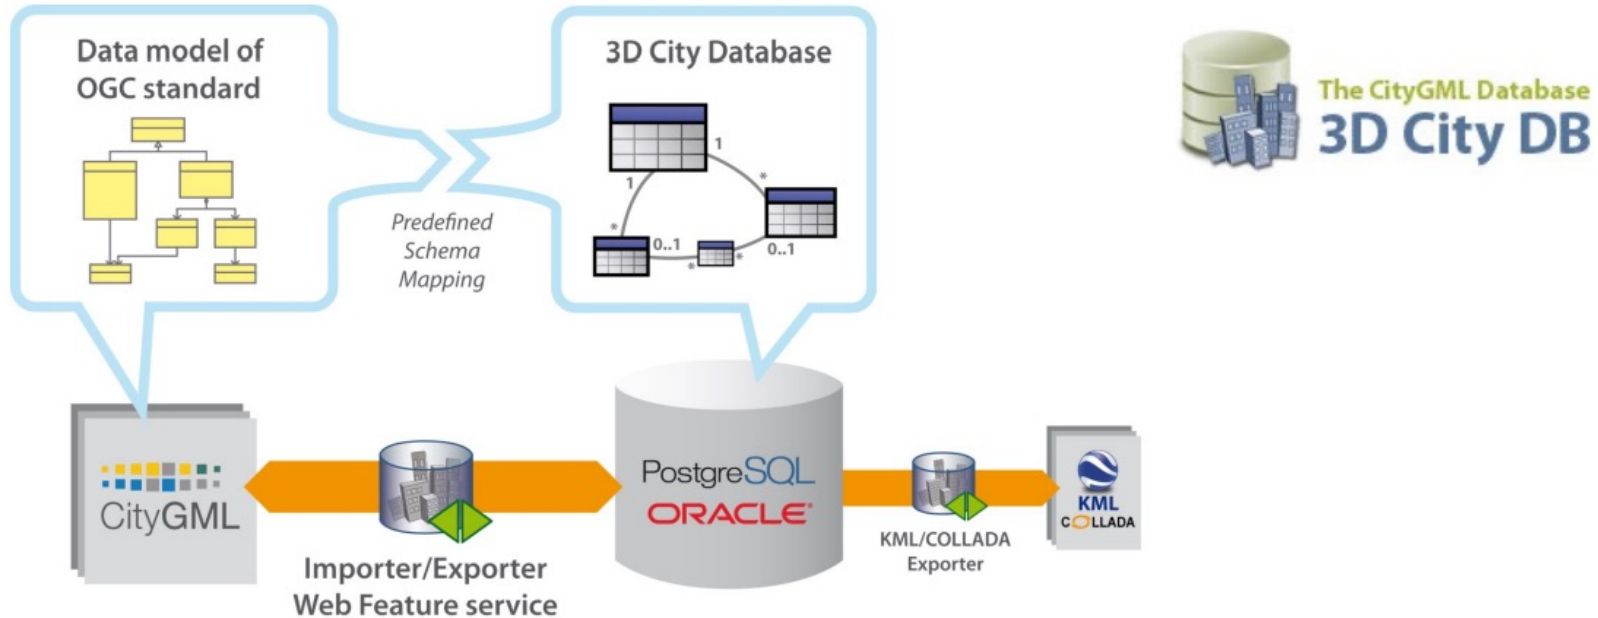 Data model of
OGC standard
3D City Database
The CityGML Database
3D City DB
1
1
*
*
0..1
0..1
*
*
Predefined
Schema
Mapping
CityGML
PostgreSQL
ORACLE®
KML
COLLADA
KML/COLLADA
Exporter
Importer/Exporter
Web Feature service